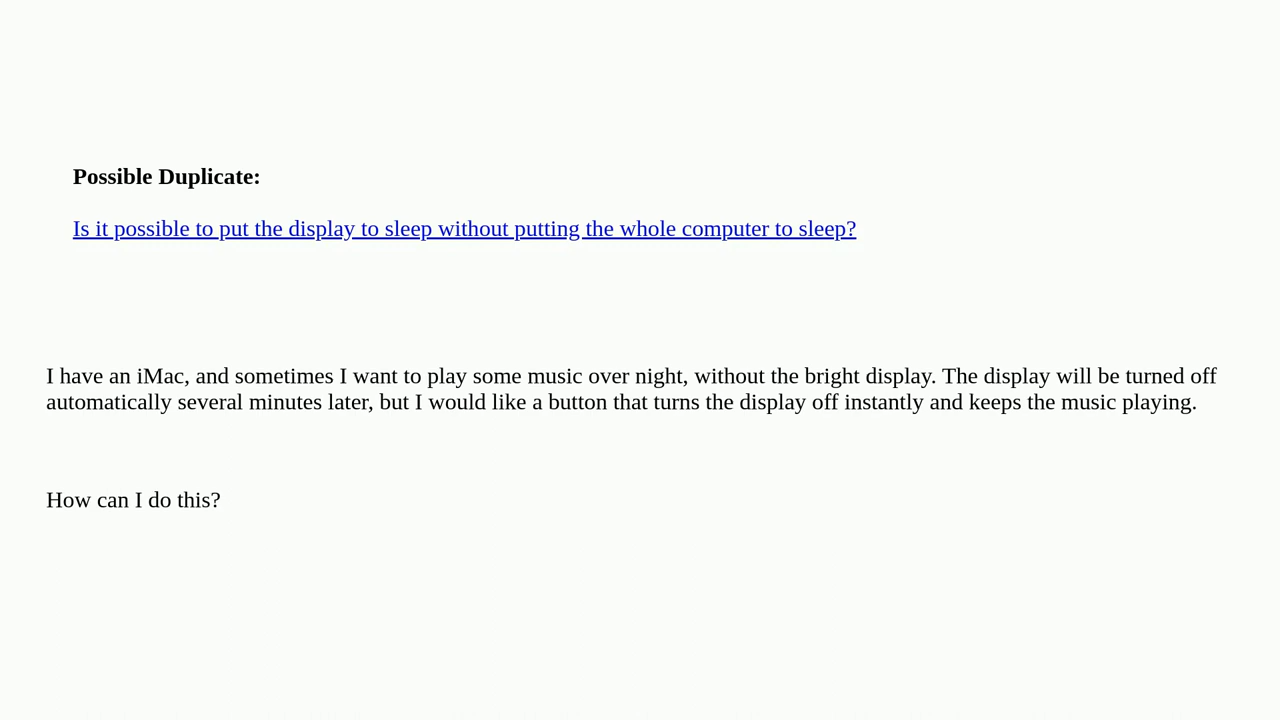 Possible Duplicate:
Is it possible to put the display to sleep without putting the whole computer to sleep?
I have an iMac, and sometimes I want to play some music over night, without the bright display. The display will be turned off
automatically several minutes later, but I would like a button that turns the display off instantly and keeps the music playing.
How can I do this?